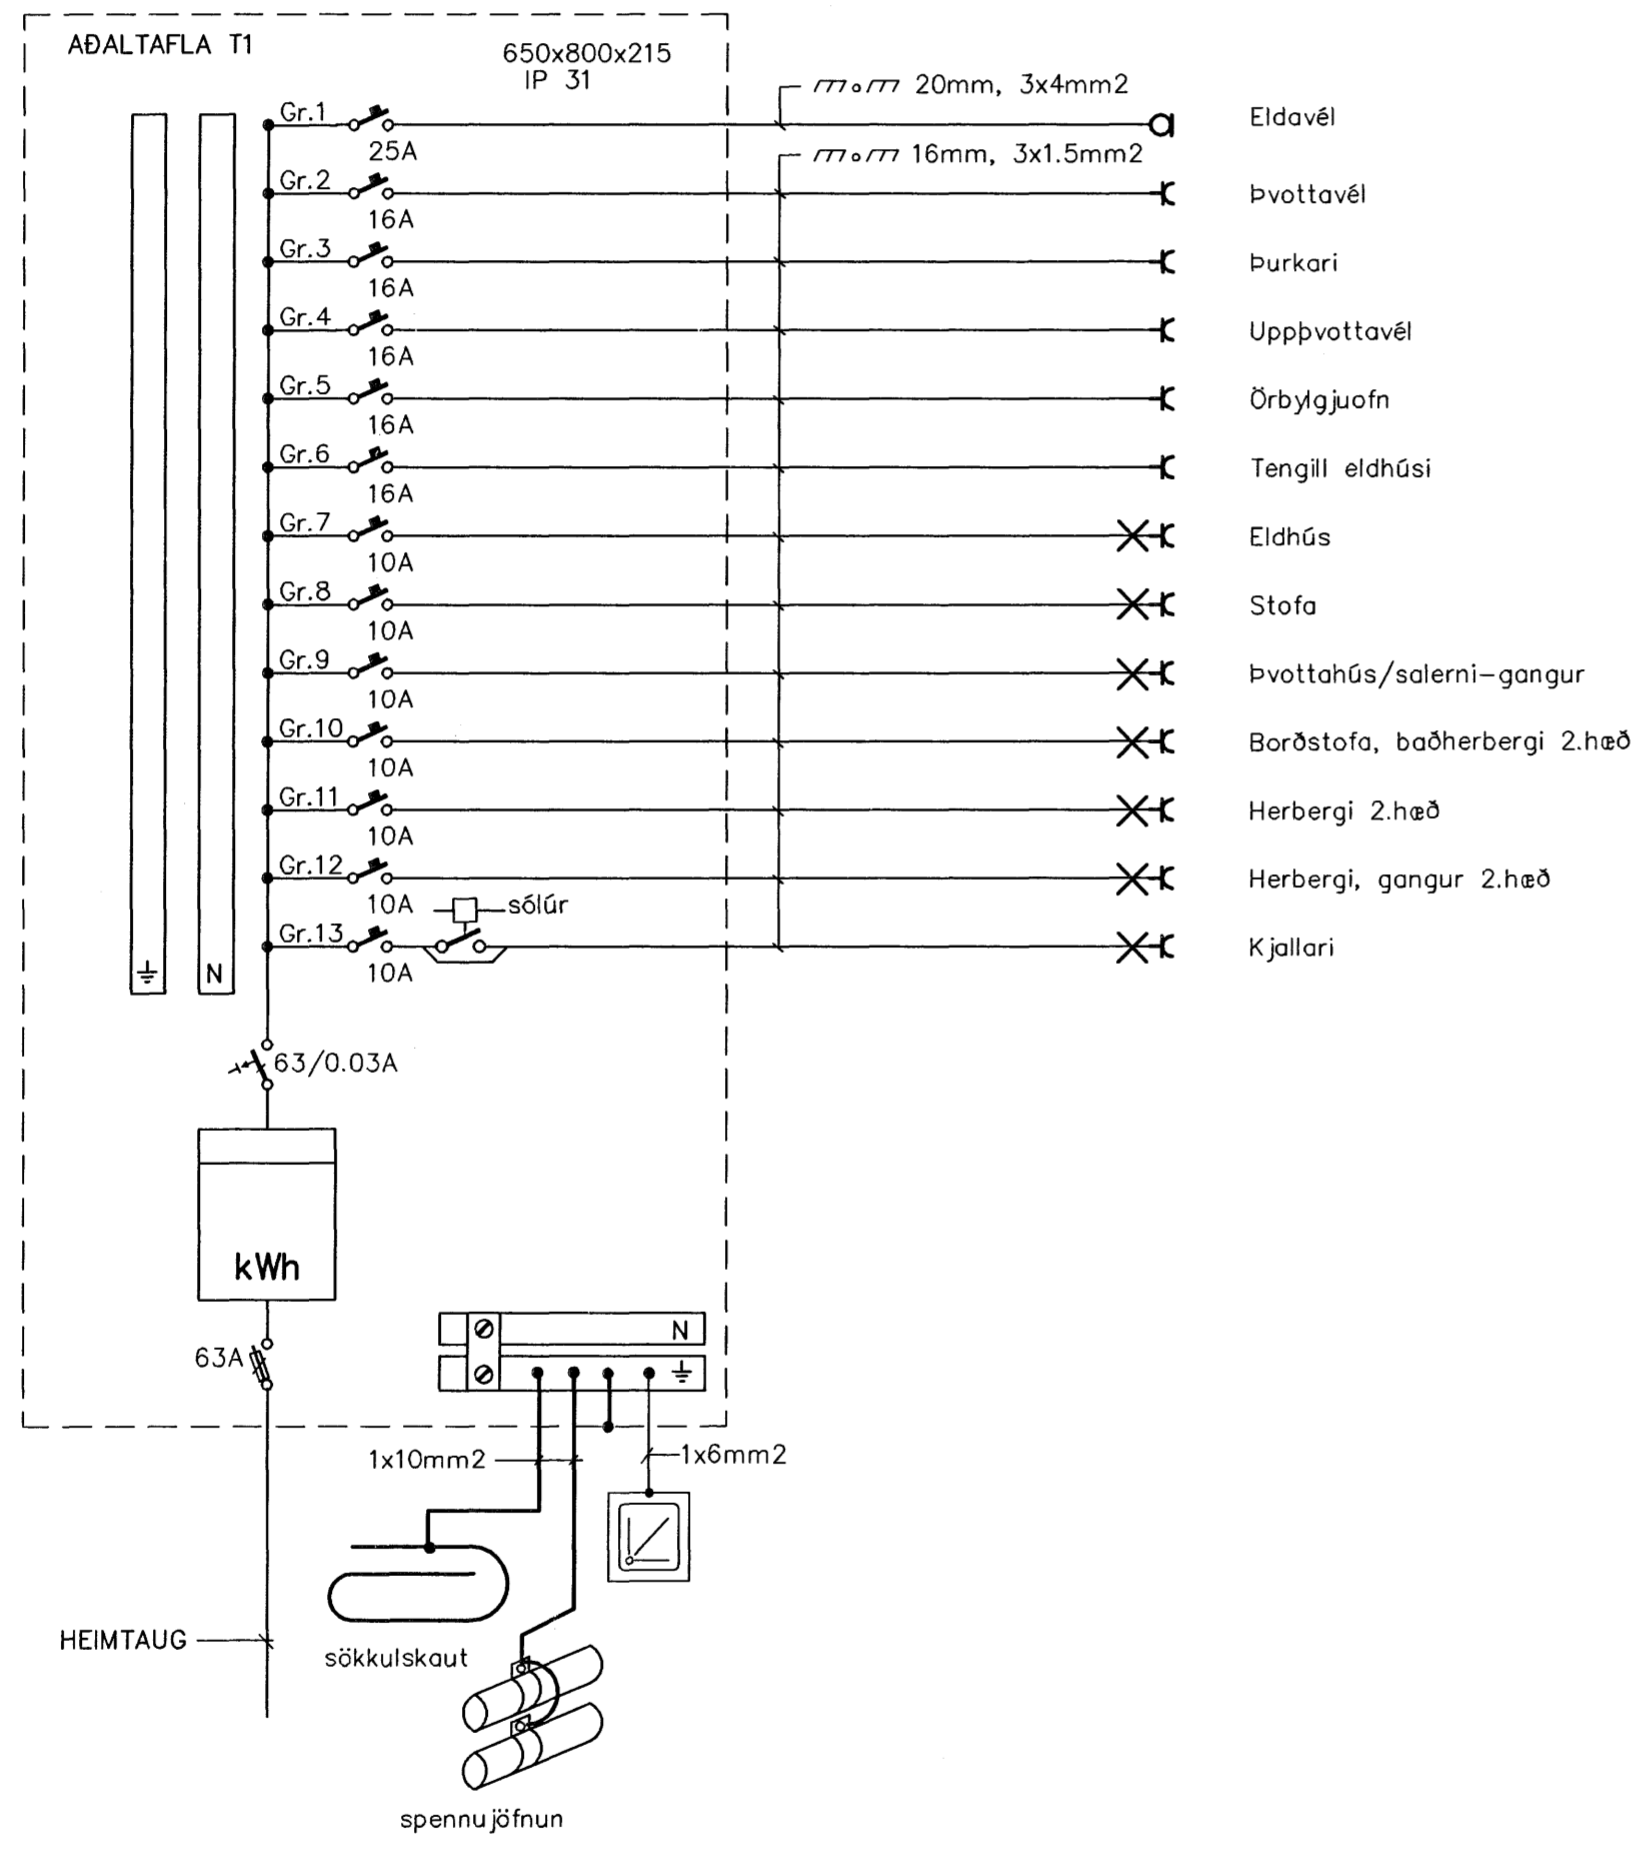 AÐALTAFLA T1
650x800x215
IP 31
20mm, 3x4mm2
Gr.1
25A
Eldavél
16mm, 3x1.5mm2
Gr.2
16A
Þvottavél
Gr.3
16A
Þurkari
Gr.4
16A
Uppþvottavél
Gr.5
16A
Örbylgjuofn
Gr.6
16A
Tengill eldhúsi
Gr.7
10A
Eldhús
Gr.8
10A
Stofa
Gr.9
10A
Þvottahús/salerni-gangur
Gr.10
10A
Borðstofa, baðherbergi 2.hæð
Gr.11
10A
Herbergi 2.hæð
Gr.12
10A
Herbergi, gangur 2.hæð
sólúr
Gr.13
10A
Kjallari
N
63/0.03A
kWh
N
63A
1x10mm2
1x6mm2
HEIMTAUG
sökkulskaut
spennujöfnun